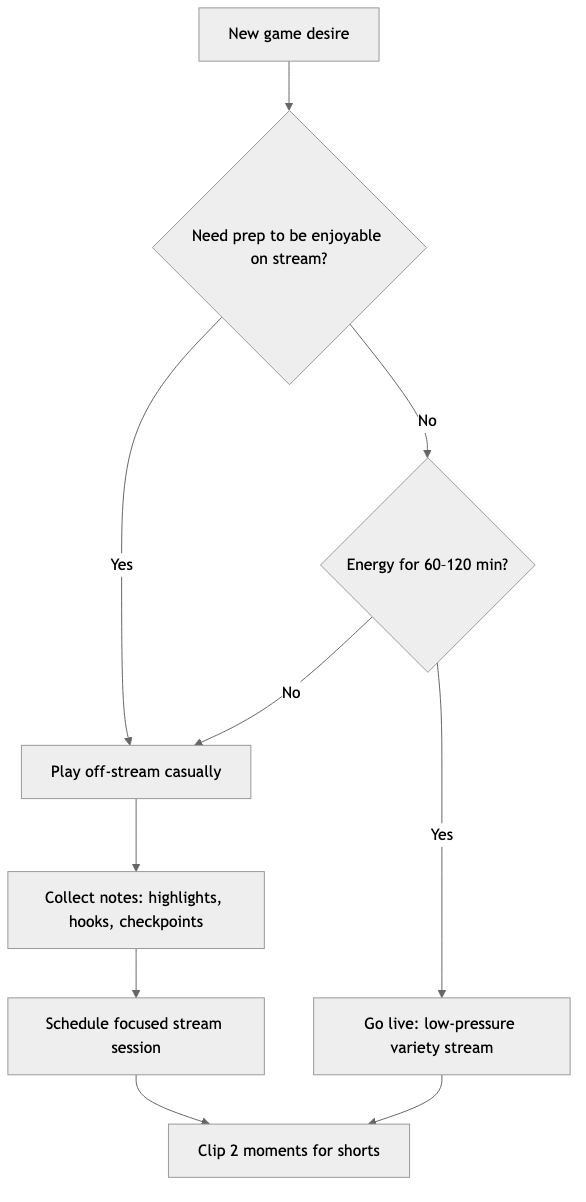 New game desire
Need prep to be enjoyable
on stream?
No
Yes
Energy for 60–120 min?
No
Play off-stream casually
Yes
Collect notes: highlights,
hooks, checkpoints
Schedule focused stream
session
Go live: low-pressure
variety stream
Clip 2 moments for shorts